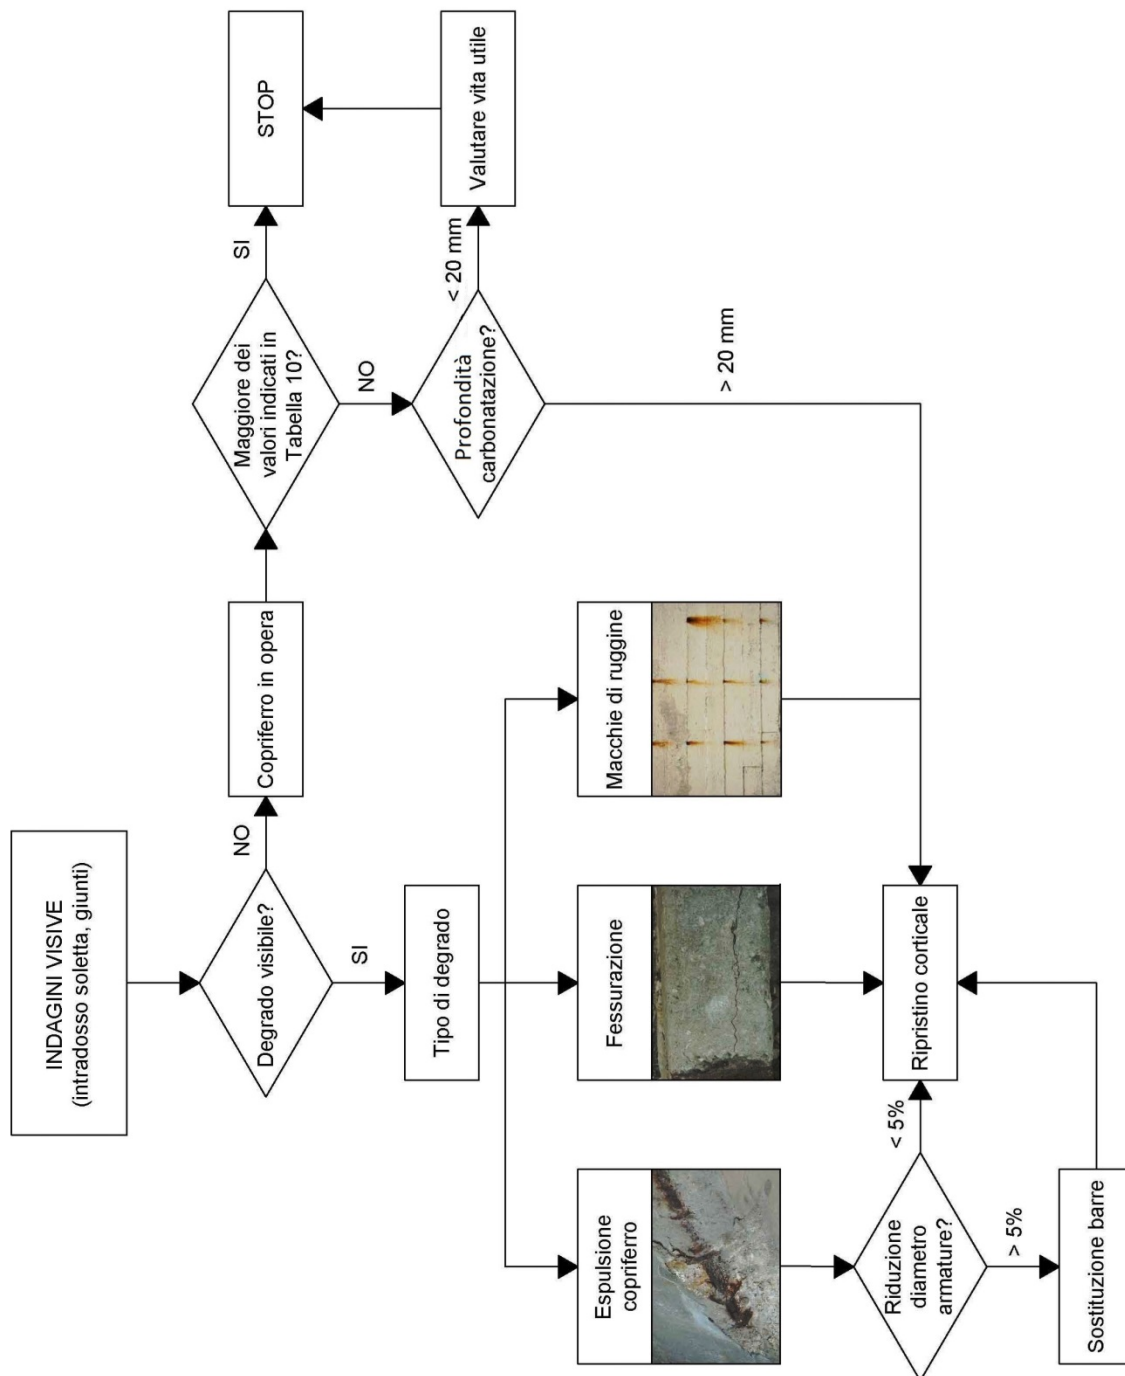 INDAGINI VISIVE
(intradosso soletta, giunti)
Degrado visibile?
NO
SI
Copriferro in opera
Maggiore dei
valori indicati in
Tabella 10?
SI
NO
STOP
Profondità
carbonatazione?
< 20 mm
> 20 mm
Valutare vita utile
Tipo di degrado
Espulsione
copriferro
Fessurazione
Macchie di ruggine
Riduzione
diametro
armature?
< 5%
> 5%
Ripristino corticale
Sostituzione barre